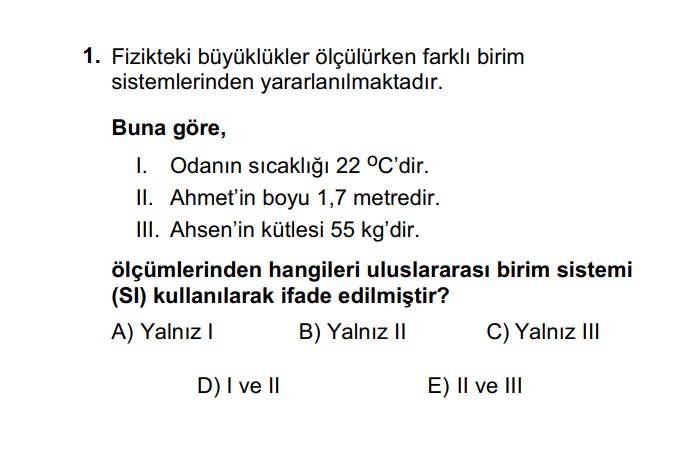 1. Fizikteki büyüklükler ölçülürken farklı birim
sistemlerinden yararlanılmaktadır.
Buna göre,
I. Odanın sıcaklığı 22 ºC’dir.
II. Ahmet’in boyu 1,7 metredir.
III. Ahsen’in kütlesi 55 kg’dir.
ölçümlerinden hangileri uluslararası birim sistemi
(SI) kullanılarak ifade edilmiştir?
A) Yalnız I B) Yalnız II C) Yalnız III
D) I ve II E) II ve III